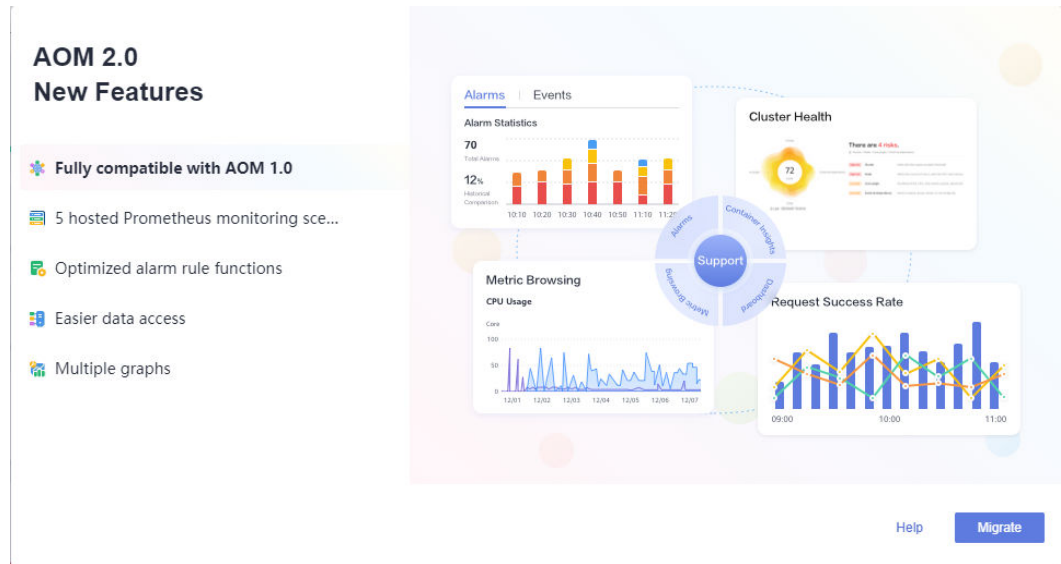 AOM 2.0
New Features
Fully compatible with AOM 1.0
5 hosted Prometheus monitoring sce...
Optimized alarm rule functions
Easier data access
Multiple graphs
Alarms | Events
Alarm Statistics
70
Total Alarms
12%
Historical
Comparison
10:10 10:20 10:30 10:40 10:50 11:10 11:20
Cluster Health
72
There are 4 risks.
Alarms
Container Insights
Support
Metric Browsing
Dashboard
Metric Browsing
CPU Usage
Core
100
50
0
12/01 12/02 12/03 12/04 12/05 12/06 12/07
Request Success Rate
09:00 10:00 11:00
Help
Migrate